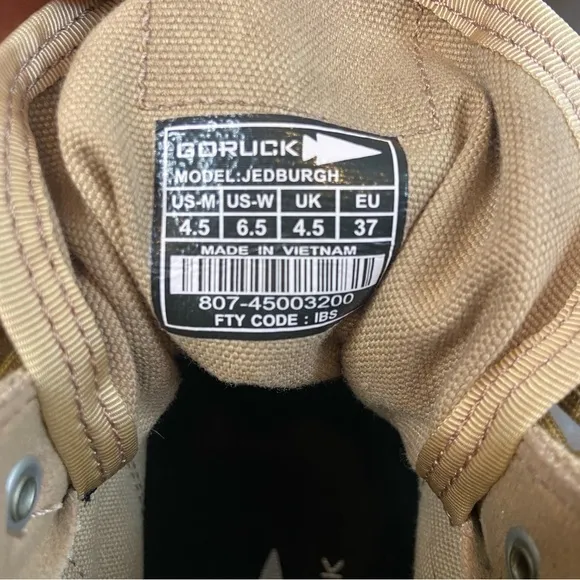 GORUCK
MODEL:JEDBURGH
US-M US-W UK EU
4.5 6.5 4.5 37
MADE IN VIETNAM
807-45003200
FTY CODE : IBS
K